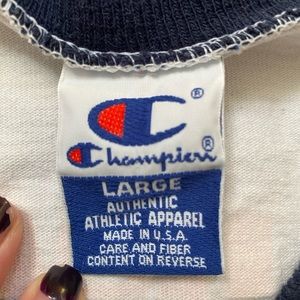 ®
Champion®
LARGE
AUTHENTIC
ATHLETIC APPAREL
MADE IN U.S.A.
CARE AND FIBER
CONTENT ON REVERSE